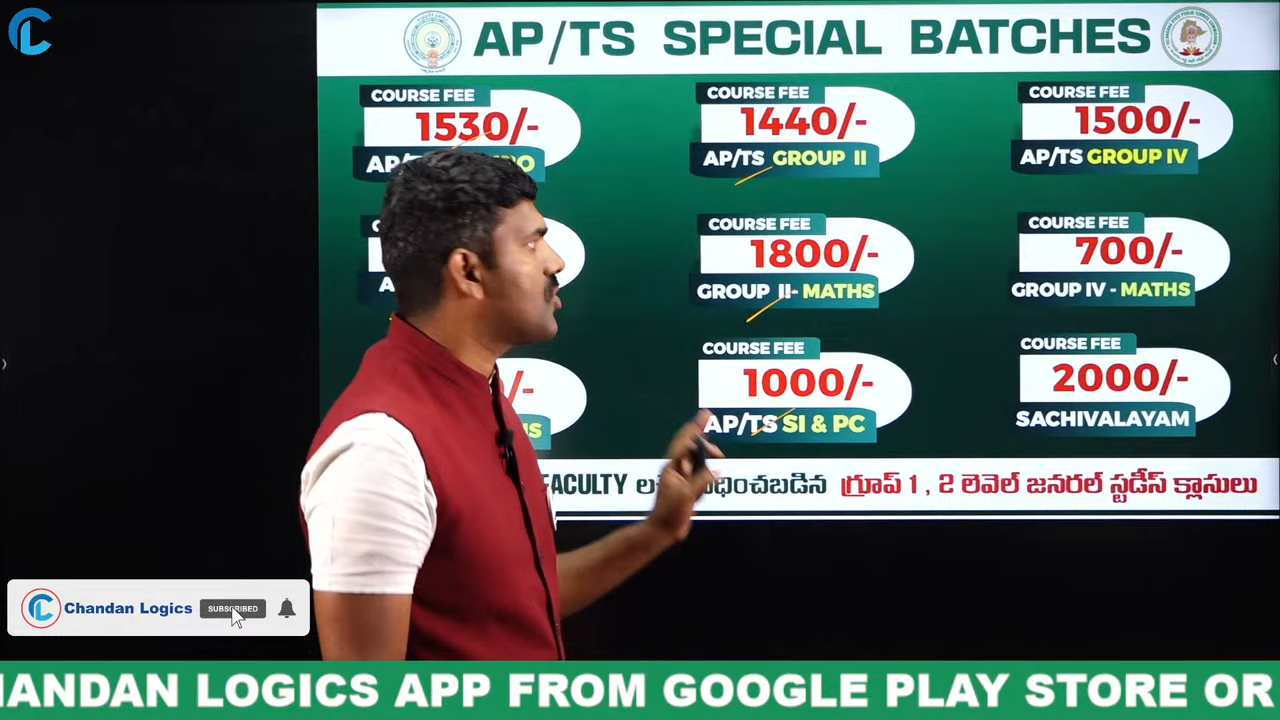 AP/TS SPECIAL BATCHES
COURSE FEE
1530/-
COURSE FEE
1440/-
AP/TS GROUP II
COURSE FEE
1500/-
AP/TS GROUP IV
COURSE FEE
1800/-
GROUP II- MATHS
COURSE FEE
700/-
GROUP IV - MATHS
COURSE FEE
1000/-
AP/TS SI & PC
COURSE FEE
2000/-
SACHIVALAYAM
FACULTY గ్రూప్ 1 , 2 లెవెల్ జనరల్ స్టడీస్ క్లాసులు
Chandan Logics SUBSCRIBED
HANDAN LOGICS APP FROM GOOGLE PLAY STORE OR